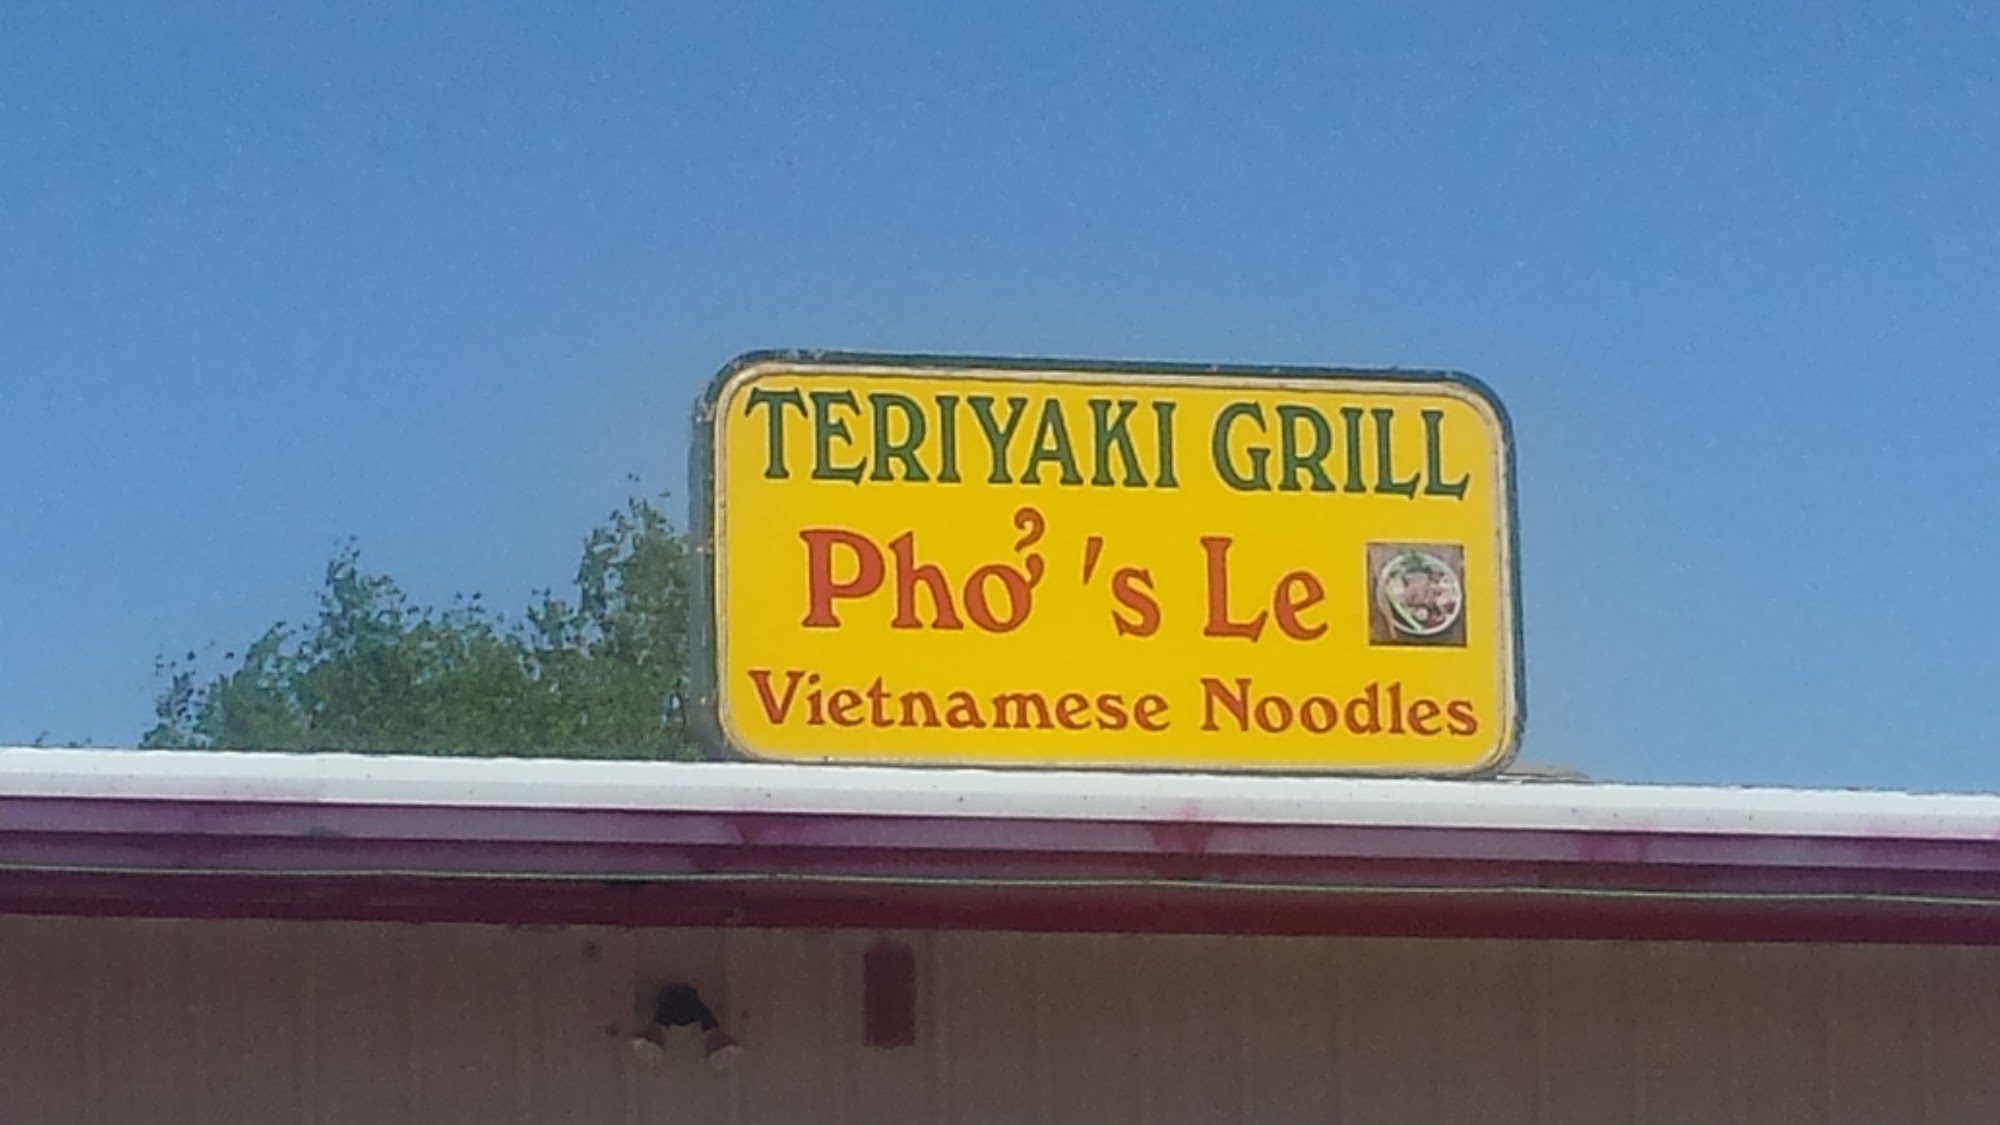 TERIYAKI GRILL
Phở 's Le
Vietnamese Noodles